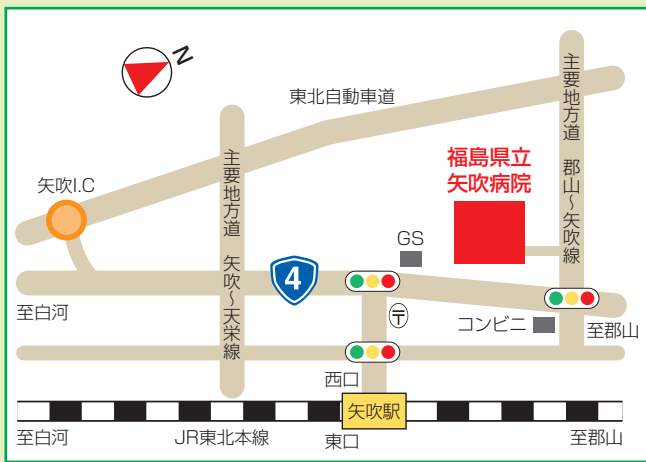 N
東北自動車道
主要地方道 郡山〜矢吹線
主要地方道 矢吹〜天栄線
福島県立
矢吹病院
矢吹I.C
GS
4
〒
至白河
コンビニ
至郡山
西口
矢吹駅
至白河
JR東北本線
東口
至郡山